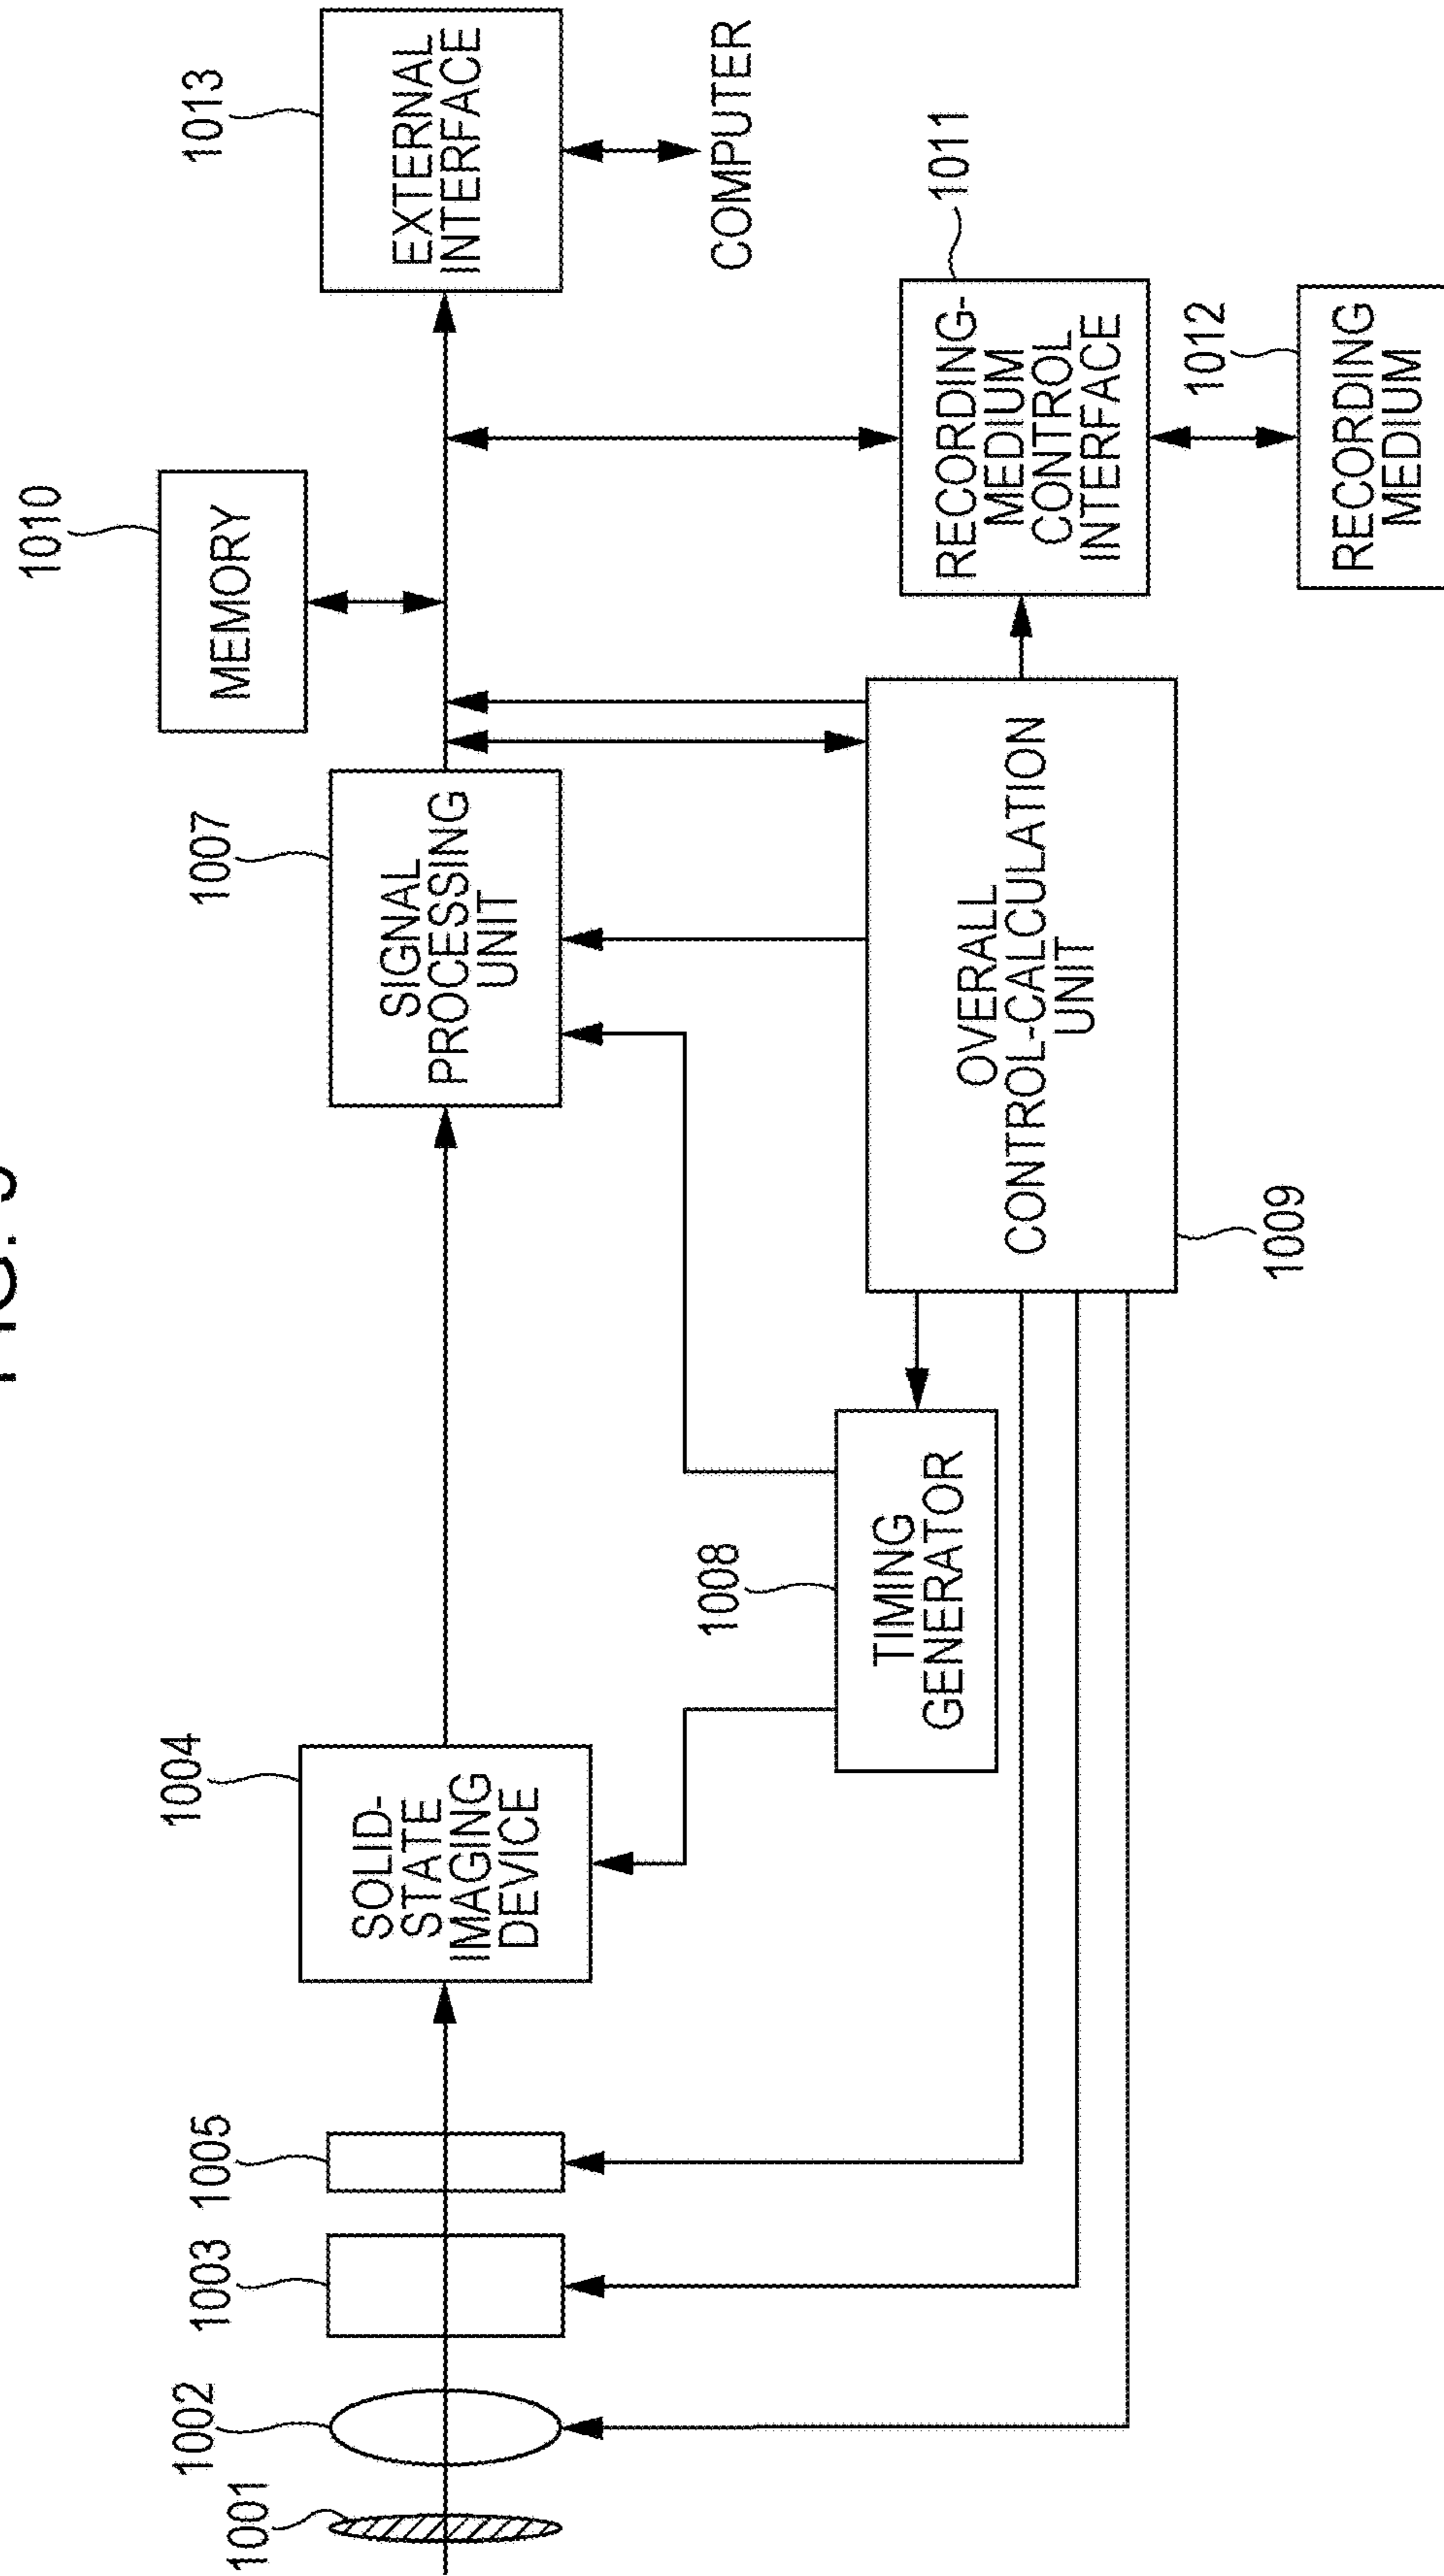 FIG.
1010
MEMORY
1001
1002
1003
1005
1004
SOLID-
STATE
IMAGING
DEVICE
1007
SIGNAL
PROCESSING
UNIT
1013
EXTERNAL
INTERFACE
COMPUTER
1008
TIMING
GENERATOR
OVERALL
CONTROL-CALCULATION
UNIT
1009
1011
RECORDING-
MEDIUM
CONTROL
INTERFACE
1012
RECORDING
MEDIUM